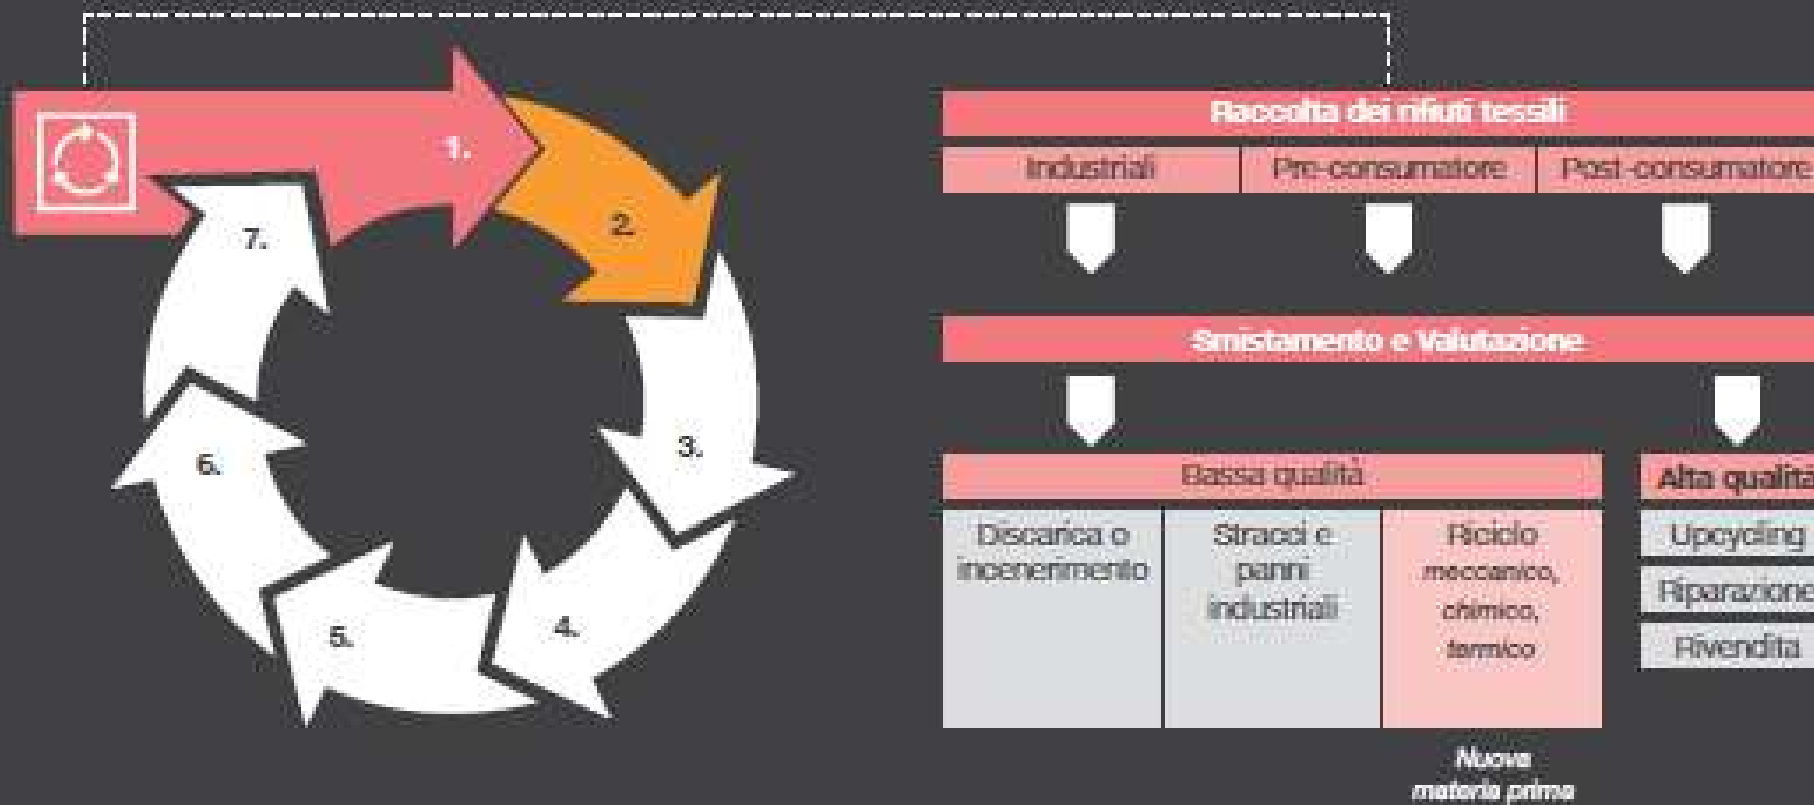 1.
2.
3.
4.
5.
6.
7.
Raccolta dei rifiuti tessili
Industriali
Pre-consumatore
Post-consumatore
Smistamento e Valutazione
Bassa qualità
Discarica o
incenerimento
Stracci e
panni
industriali
Riciclo
meccanico,
chimico,
termico
Nuova
materia prima
Alta qualità
Upcycling
Riparazione
Rivendita